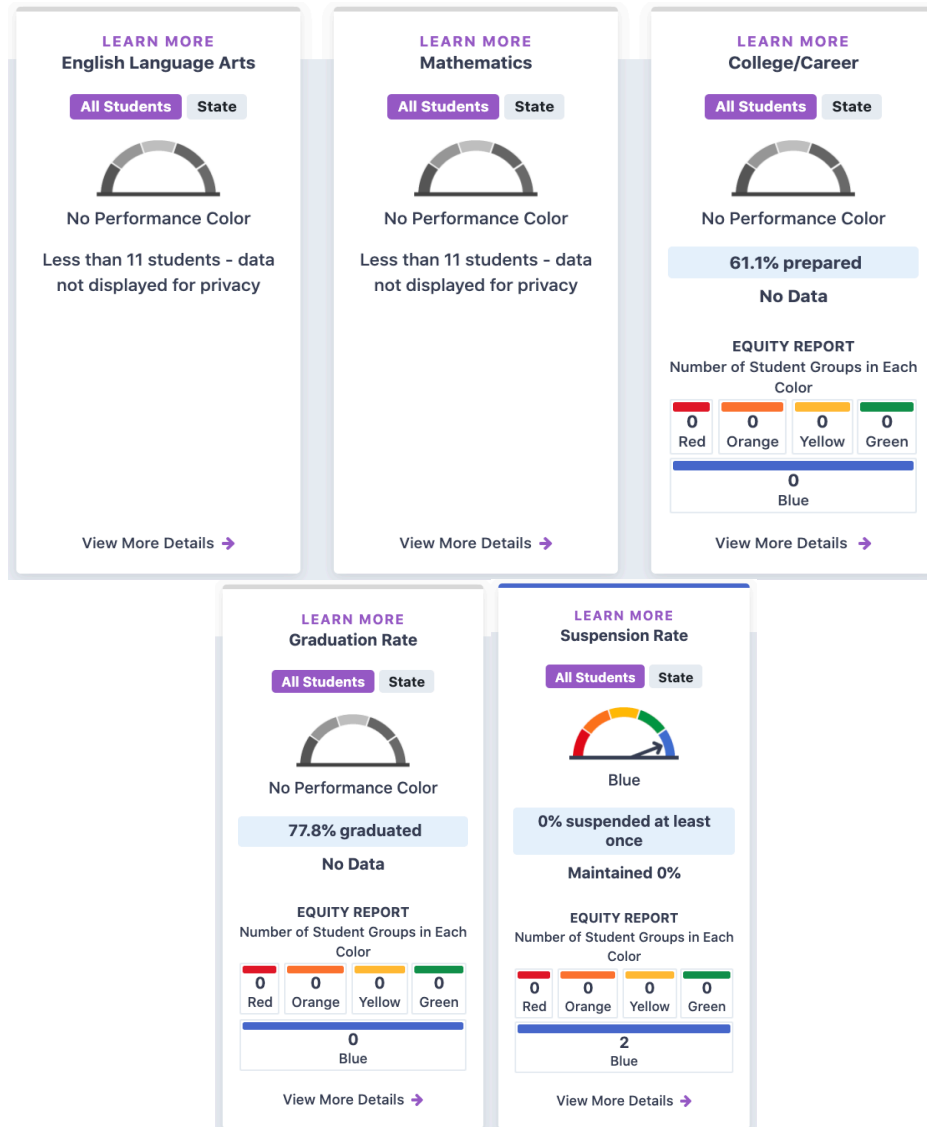 LEARN MORE
English Language Arts
All Students State
No Performance Color
Less than 11 students - data
not displayed for privacy
View More Details
LEARN MORE
Mathematics
All Students State
No Performance Color
Less than 11 students - data
not displayed for privacy
View More Details
LEARN MORE
College/Career
All Students State
No Performance Color
61.1% prepared
No Data
EQUITY REPORT
Number of Student Groups in Each
Color
0 0 0 0
Red Orange Yellow Green
0
Blue
View More Details
LEARN MORE
Graduation Rate
All Students State
No Performance Color
77.8% graduated
No Data
EQUITY REPORT
Number of Student Groups in Each
Color
0 0 0 0
Red Orange Yellow Green
0
Blue
View More Details
LEARN MORE
Suspension Rate
All Students State
Blue
0% suspended at least
once
Maintained 0%
EQUITY REPORT
Number of Student Groups in Each
Color
0 0 0 0
Red Orange Yellow Green
2
Blue
View More Details